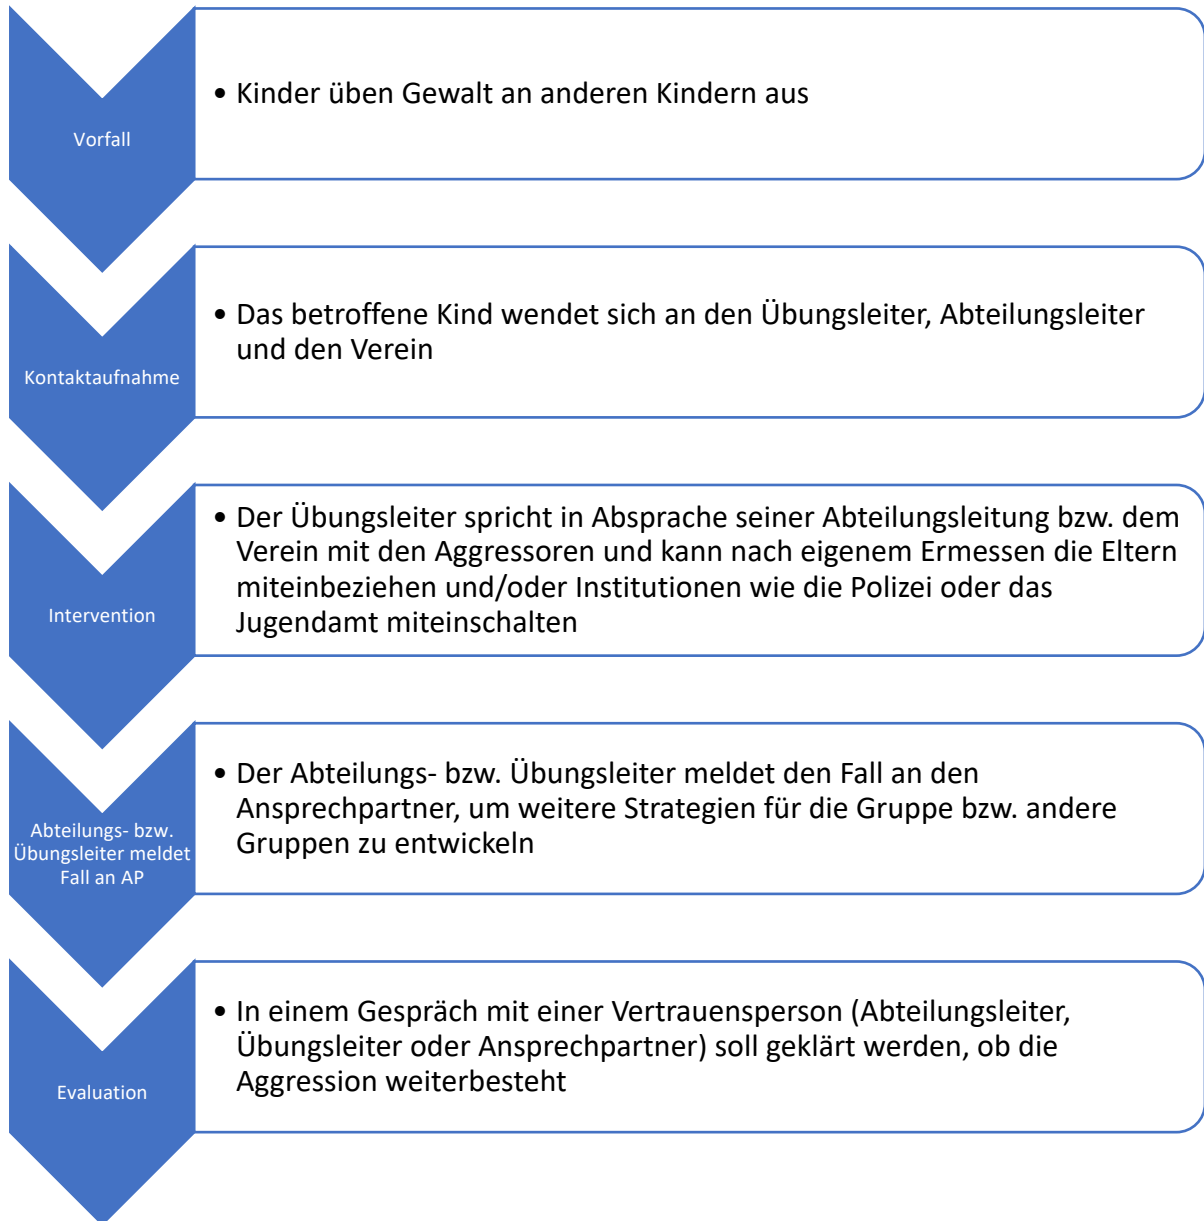 Vorfall
• Kinder üben Gewalt an anderen Kindern aus
Kontaktaufnahme
• Das betroffene Kind wendet sich an den Übungsleiter, Abteilungsleiter
und den Verein
Intervention
• Der Übungsleiter spricht in Absprache seiner Abteilungsleitung bzw. dem
Verein mit den Aggressoren und kann nach eigenem Ermessen die Eltern
miteinbeziehen und/oder Institutionen wie die Polizei oder das
Jugendamt miteinschalten
Abteilungs- bzw.
Übungsleiter meldet
Fall an AP
• Der Abteilungs- bzw. Übungsleiter meldet den Fall an den
Ansprechpartner, um weitere Strategien für die Gruppe bzw. andere
Gruppen zu entwickeln
Evaluation
• In einem Gespräch mit einer Vertrauensperson (Abteilungsleiter,
Übungsleiter oder Ansprechpartner) soll geklärt werden, ob die
Aggression weiterbesteht